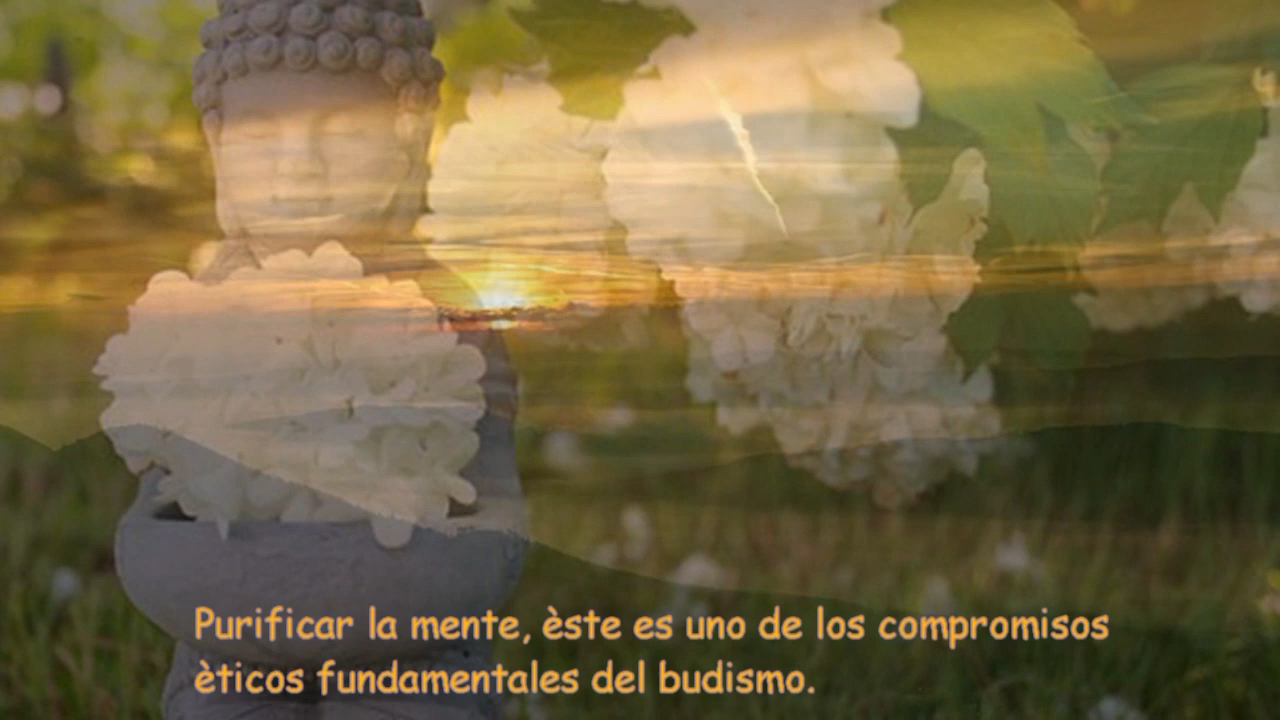 Purificar la mente, èste es uno de los compromisos
èticos fundamentales del budismo.